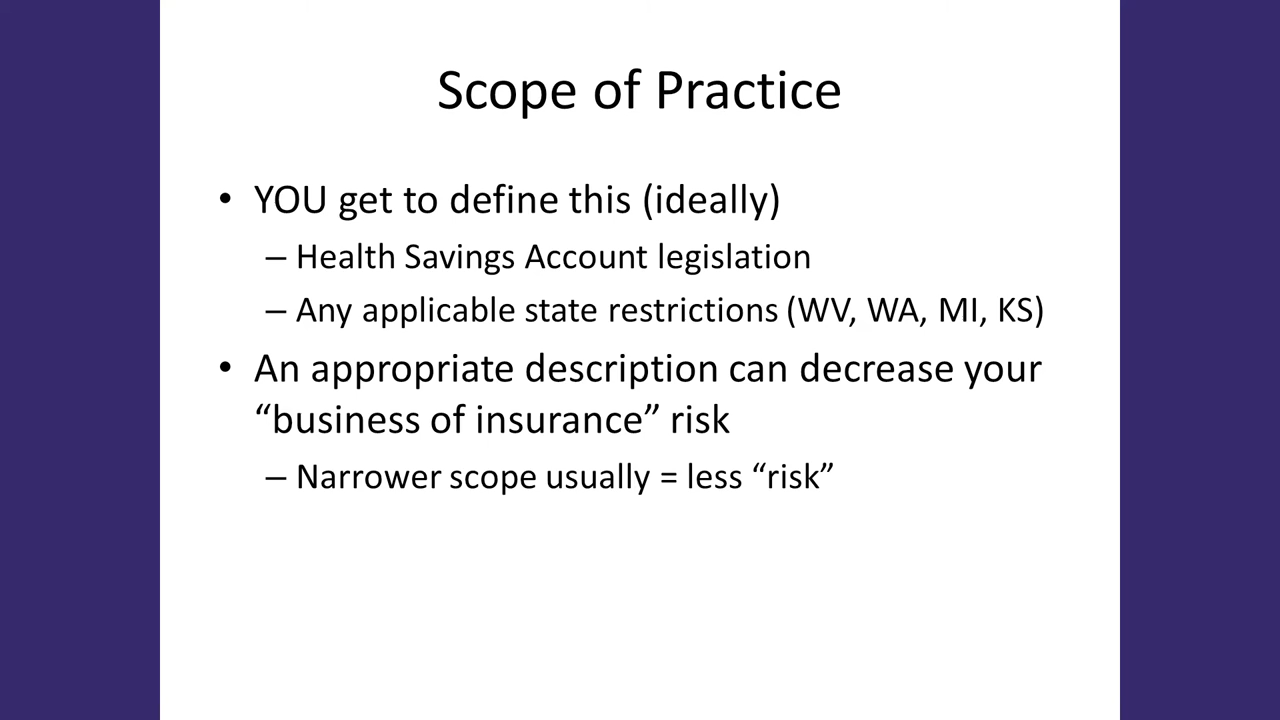 Scope of Practice
• YOU get to define this (ideally)
– Health Savings Account legislation
– Any applicable state restrictions (WV, WA, MI, KS)
• An appropriate description can decrease your
“business of insurance” risk
– Narrower scope usually = less “risk”